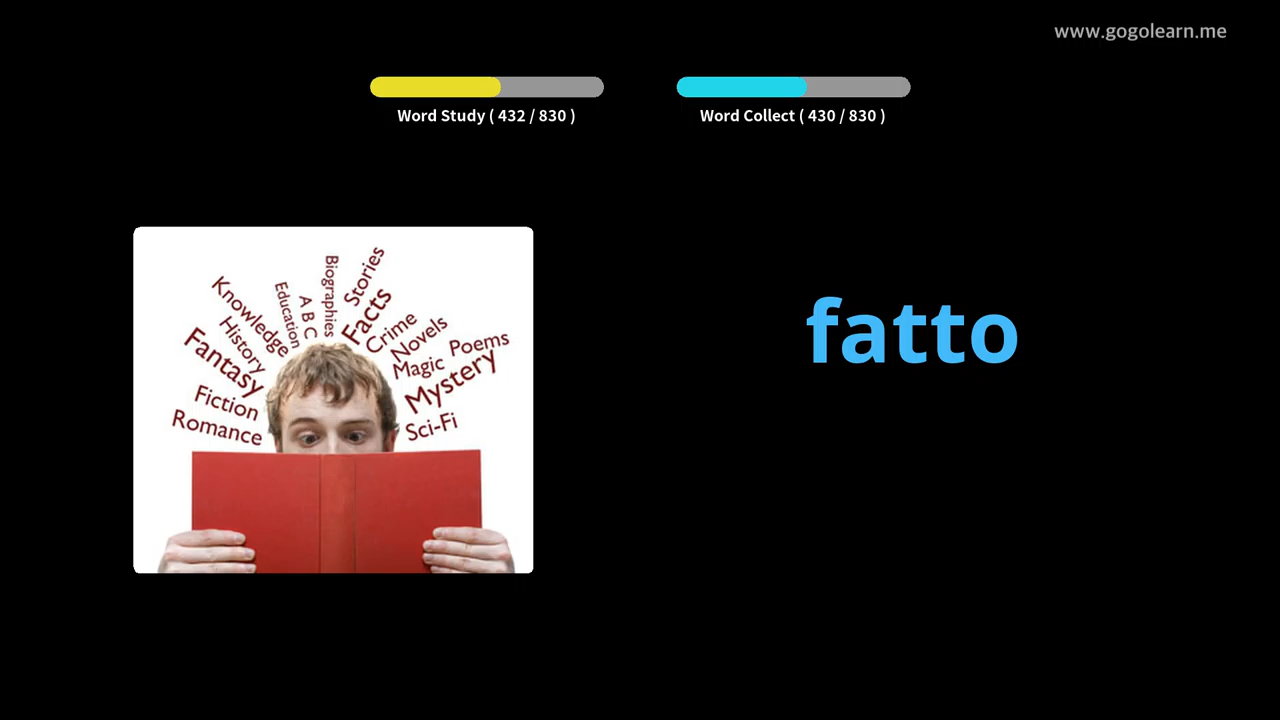 www.gogolearn.me
Word Study ( 432 / 830 )
Word Collect ( 430 / 830 )
Biographies
Stories
Knowledge
Education
A B C
Facts
Crime
Novels
History
Poems
Fantasy
Magic
Mystery
Fiction
Romance
Sci-Fi
fatto